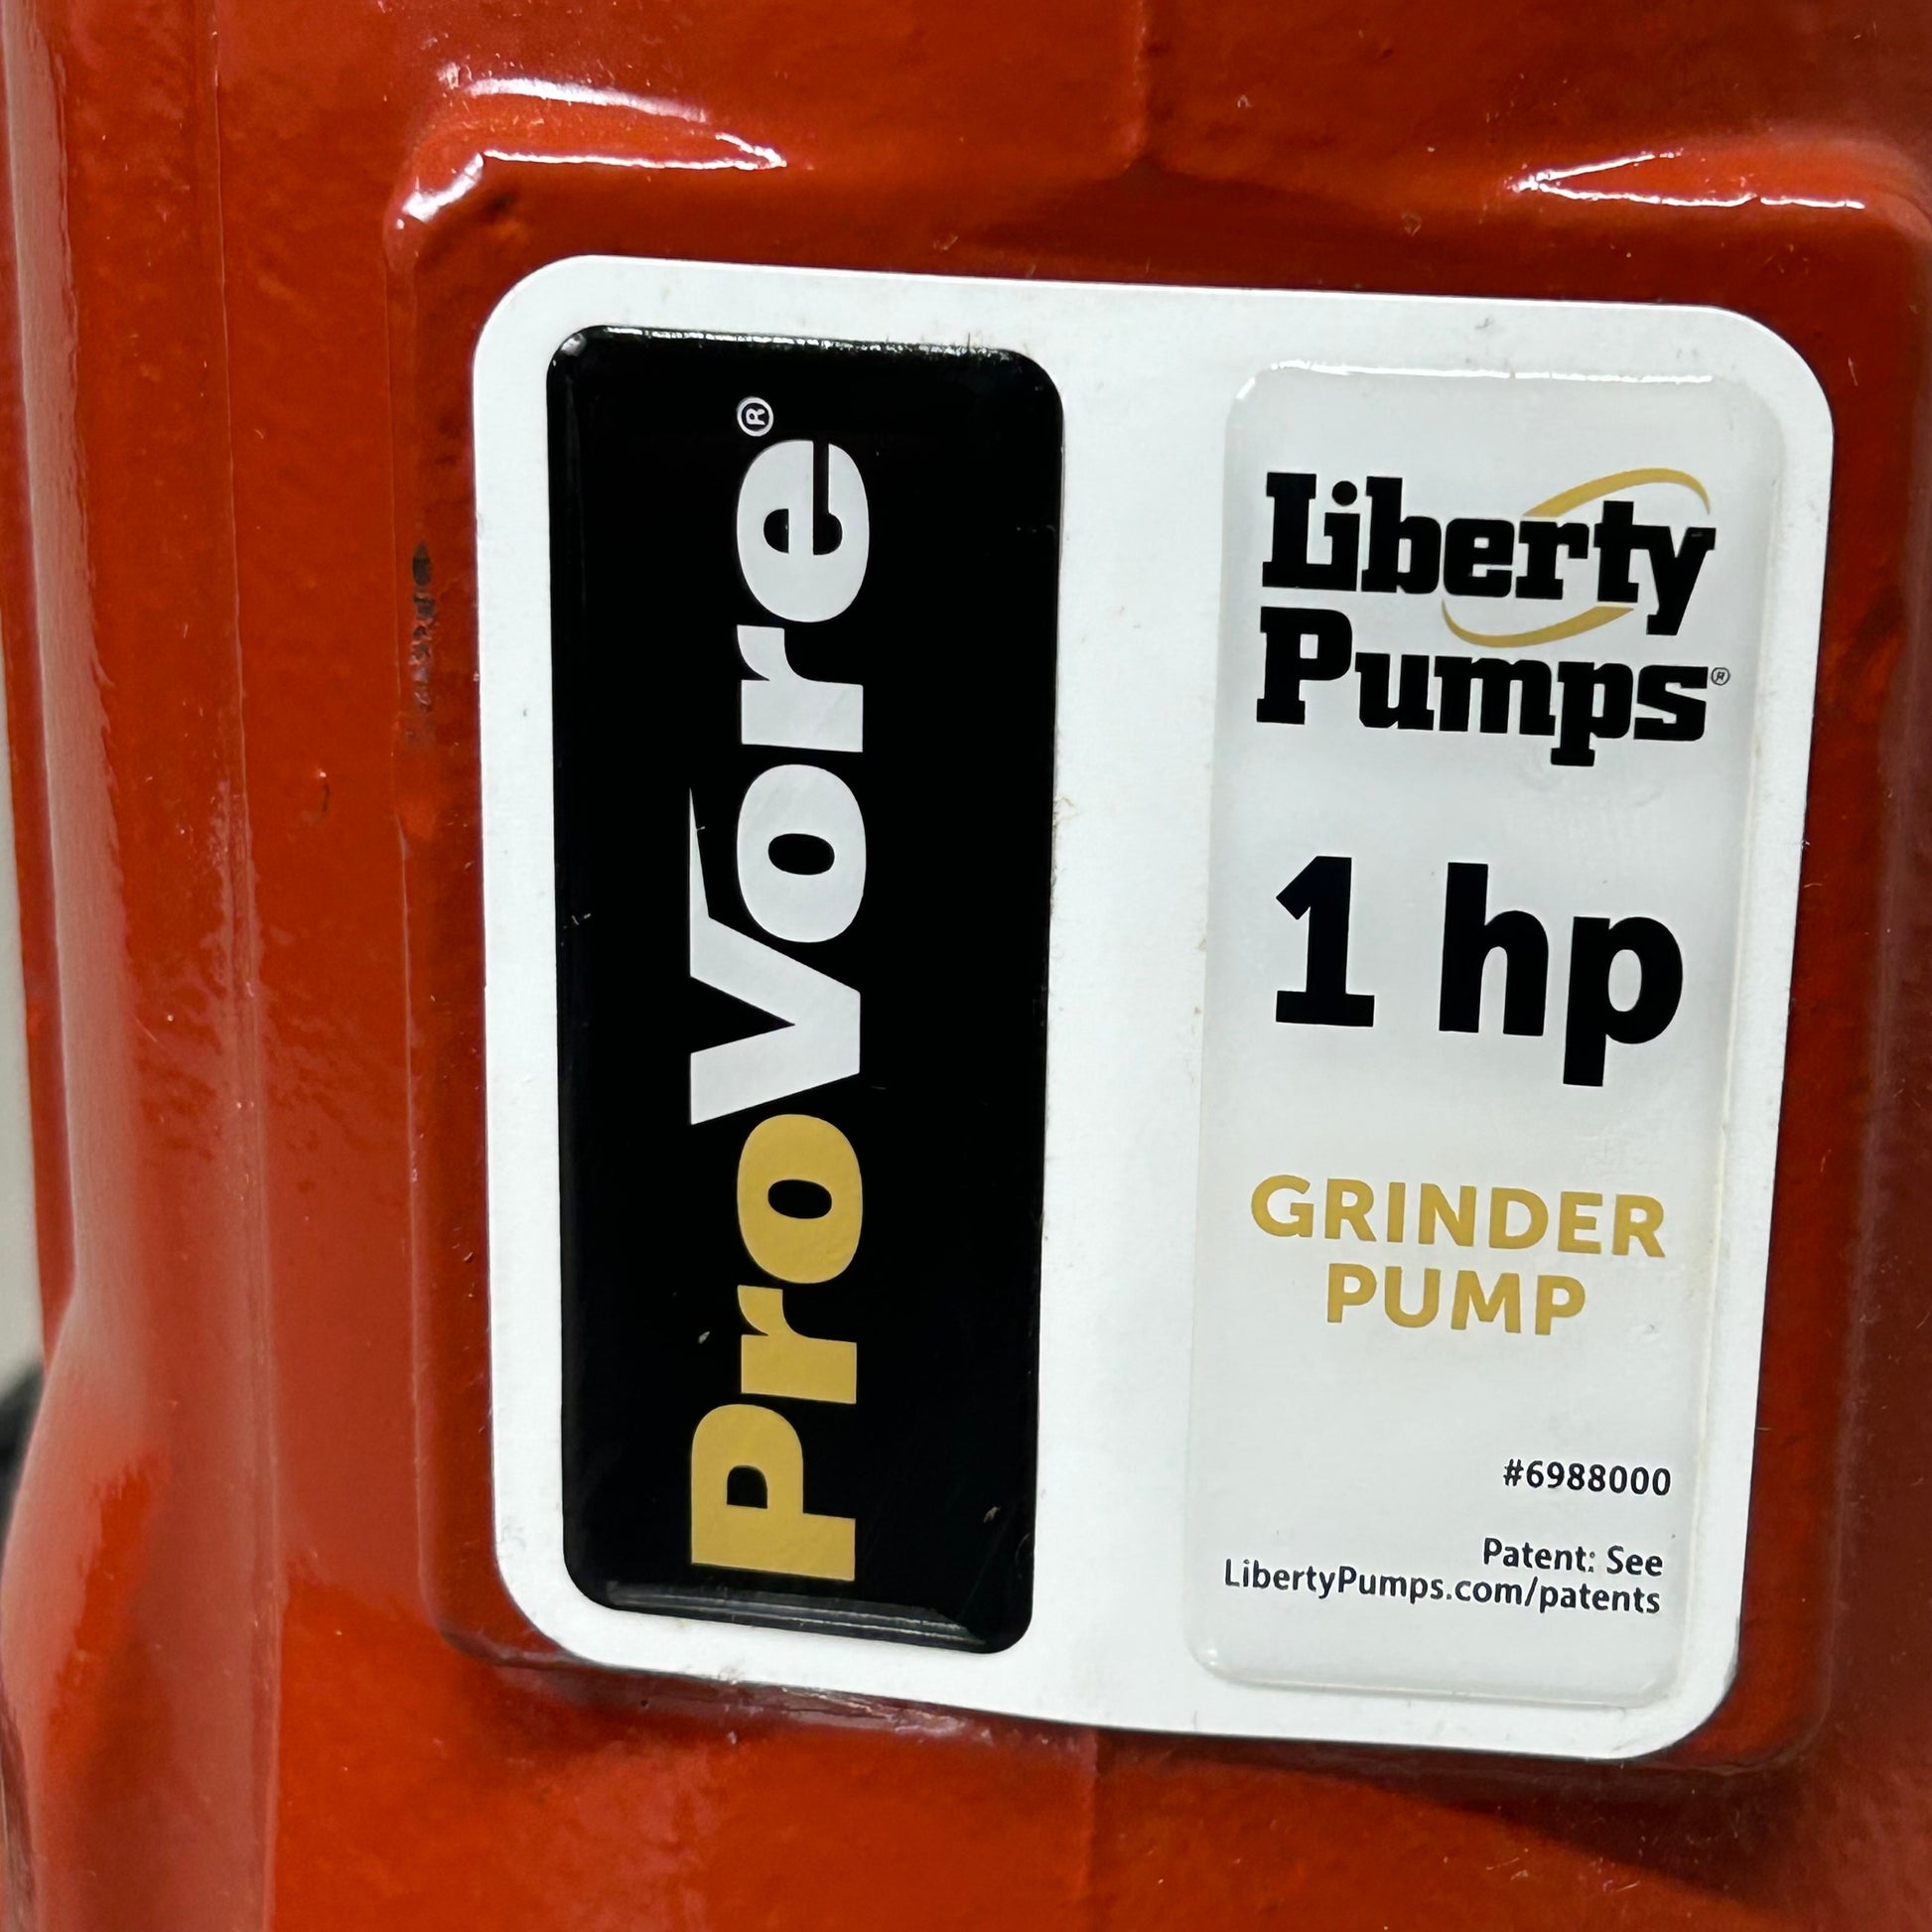 ProVore®
Liberty
Pumps®
1 hp
GRINDER
PUMP
#6988000
Patent: See
LibertyPumps.com/patents